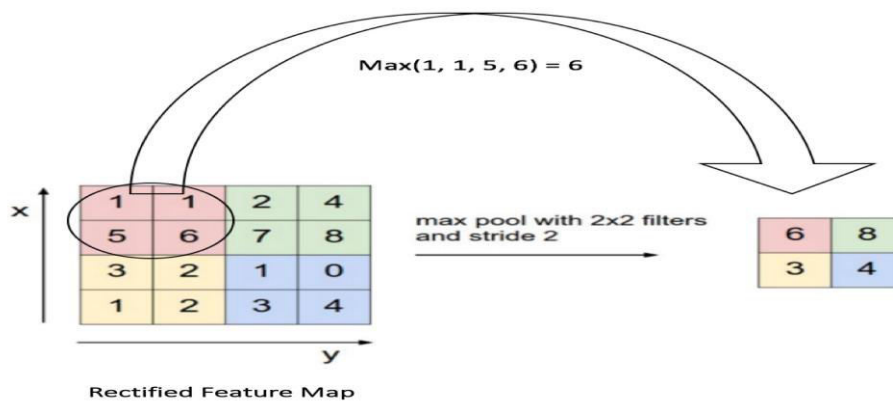 Max(1, 1, 5, 6) = 6
x
1 1 2 4
5 6 7 8
3 2 1 0
1 2 3 4
y
max pool with 2x2 filters
and stride 2
6 8
3 4
Rectified Feature Map